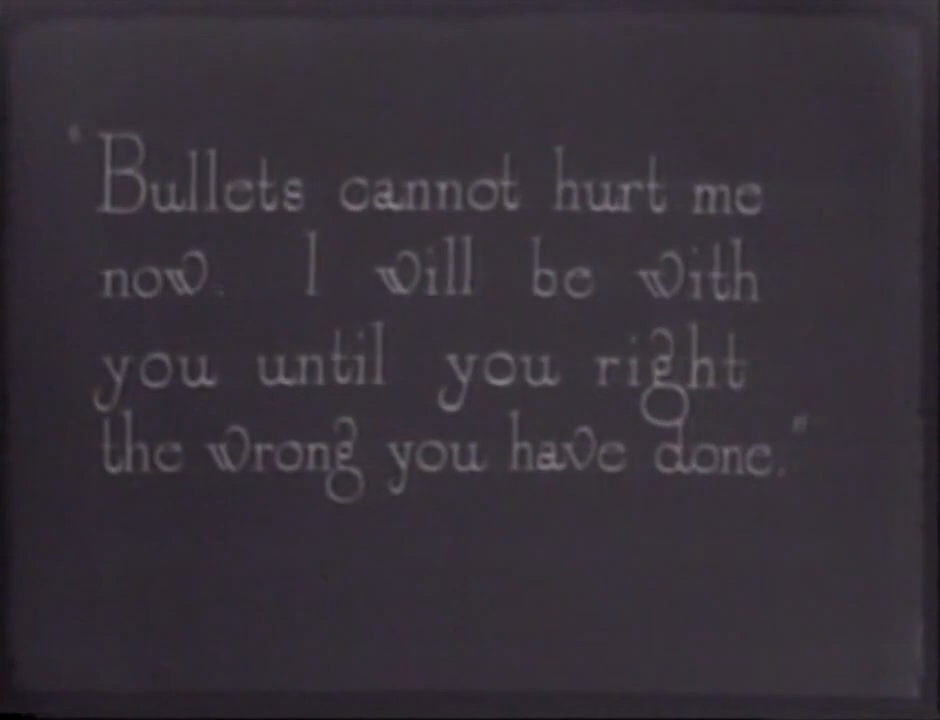 "Bullets cannot hurt me
now. I will be with
you until you right
the wrong you have done."